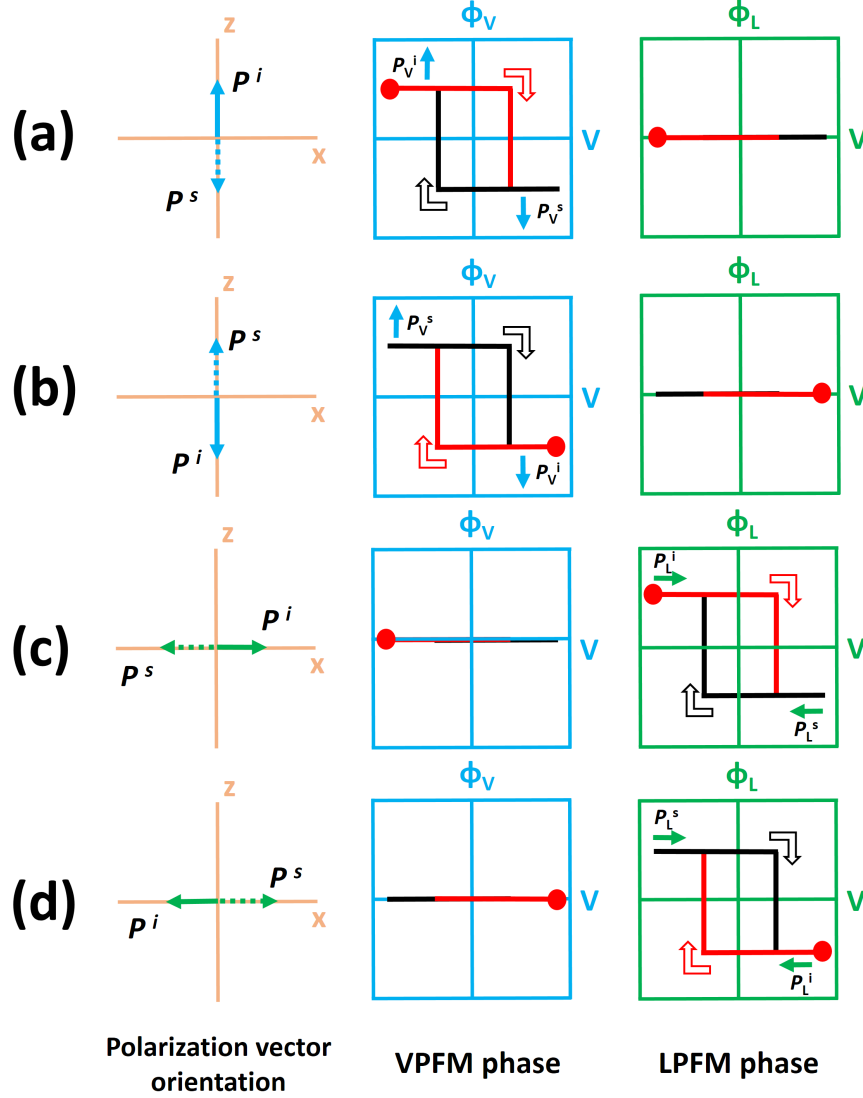 z Φ_V Φ_L
P^i P_V^i
(a) V V
x
P^s P_V^s
z Φ_V Φ_L
P^s P_V^s
(b) V V
x
P^i P_V^i
z Φ_V Φ_L
P_L^i
P^i
(c) V V
P^s x
P_L^s
z Φ_V Φ_L
P_L^s
P^s
(d) V V
P^i x
P_L^i
Polarization vector
orientation
VPFM phase
LPFM phase